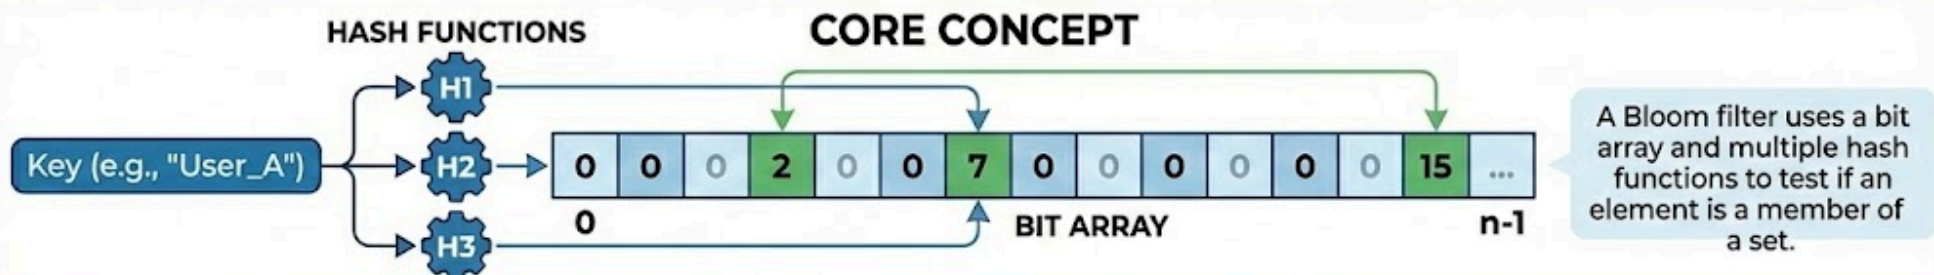 CORE CONCEPT
HASH FUNCTIONS
H1
Key (e.g., "User_A")
H2
H3
0 0 0 2 0 0 7 0 0 0 0 0 0 15 ...
0
BIT ARRAY
n-1
A Bloom filter uses a bit
array and multiple hash
functions to test if an
element is a member of
a set.